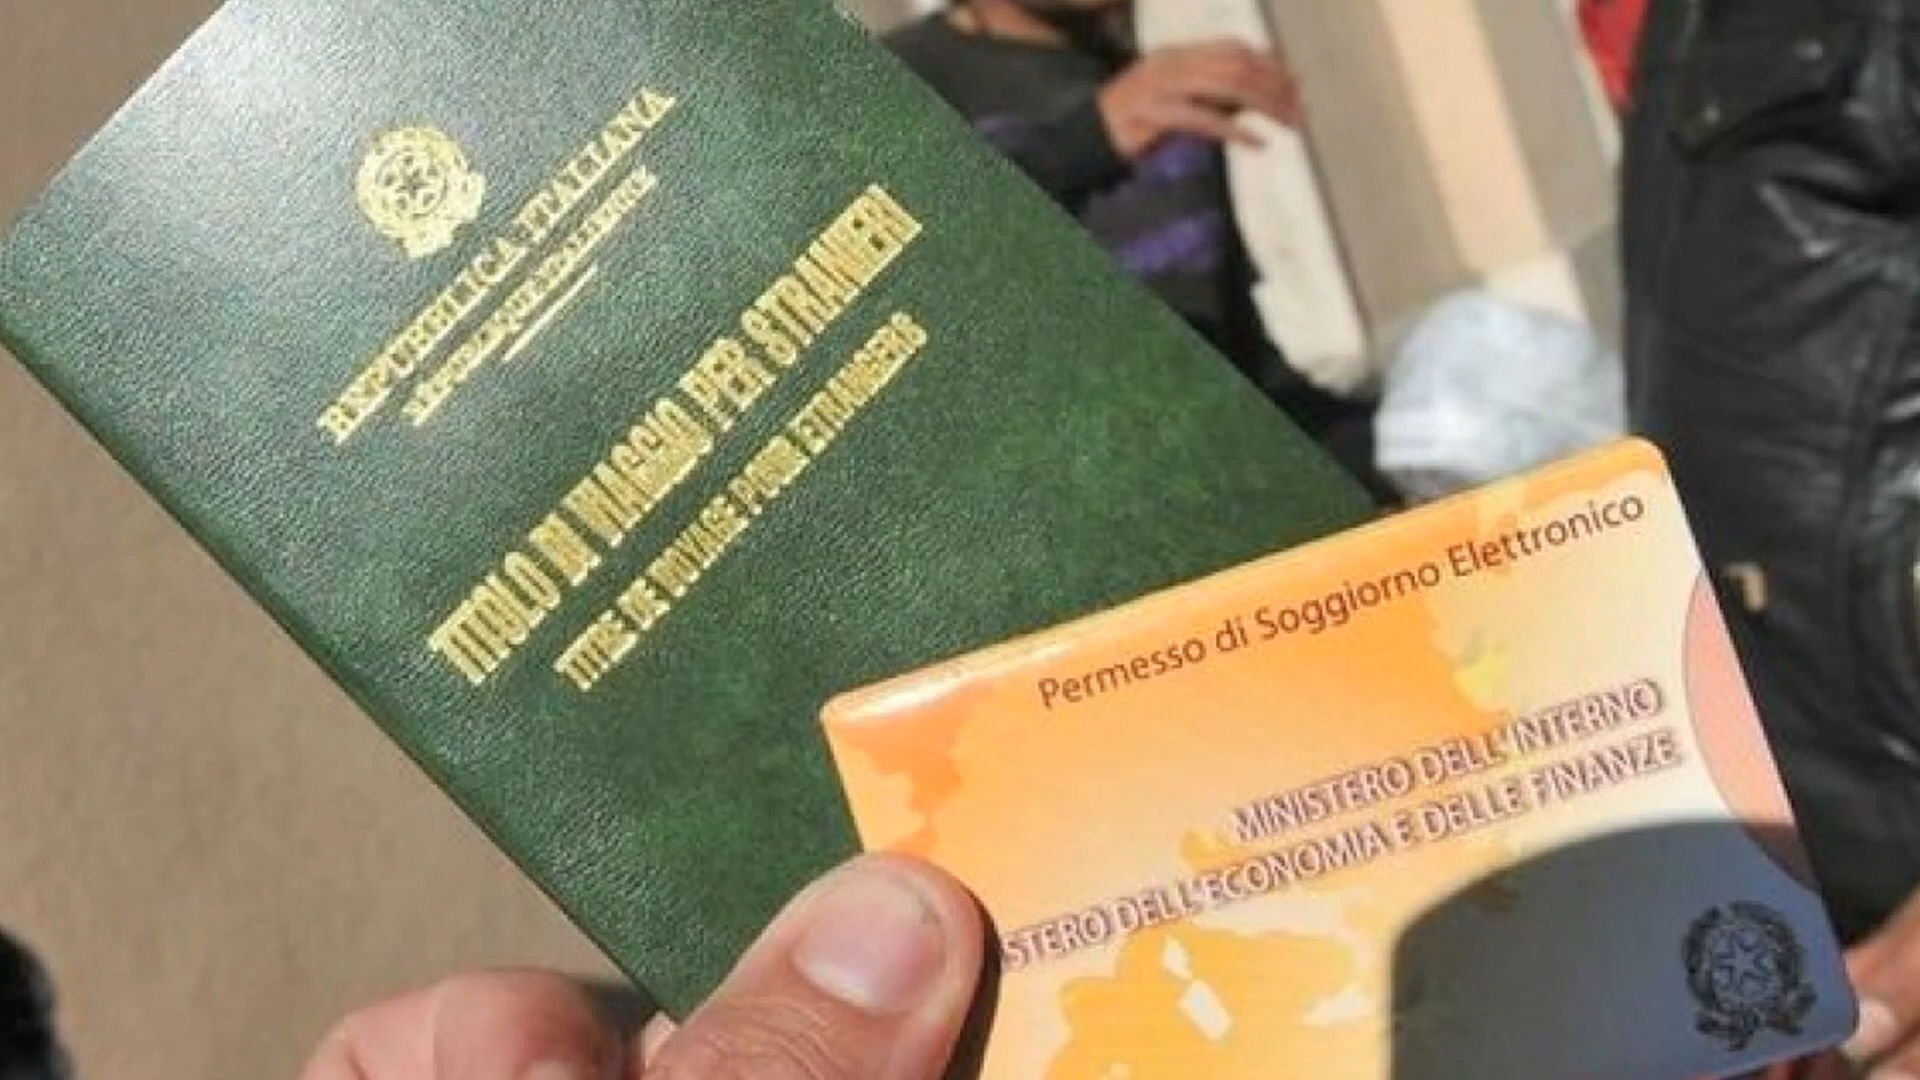 REPUBBLICA ITALIANA
TITOLO DI VIAGGIO PER STRANIERI
TITRE DE VOYAGE POUR ETRANGERS
Permesso di Soggiorno Elettronico
MINISTERO DELL'INTERNO
STERO DELL'ECONOMIA E DELLE FINANZE